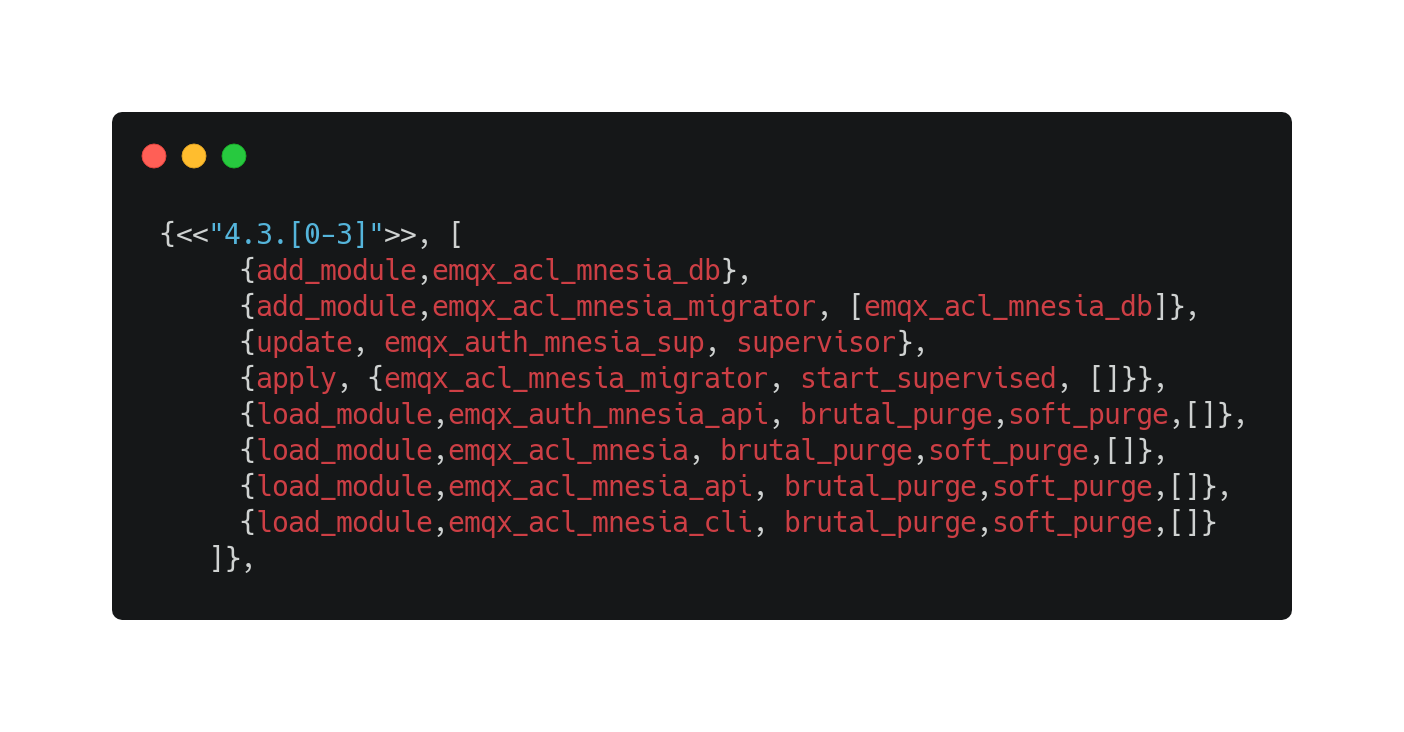 {<<"4.3.[0-3]">>, [
     {add_module,emqx_acl_mnesia_db},
     {add_module,emqx_acl_mnesia_migrator, [emqx_acl_mnesia_db]},
     {update, emqx_auth_mnesia_sup, supervisor},
     {apply, {emqx_acl_mnesia_migrator, start_supervised, []}},
     {load_module,emqx_auth_mnesia_api, brutal_purge,soft_purge,[]},
     {load_module,emqx_acl_mnesia, brutal_purge,soft_purge,[]},
     {load_module,emqx_acl_mnesia_api, brutal_purge,soft_purge,[]},
     {load_module,emqx_acl_mnesia_cli, brutal_purge,soft_purge,[]}
   ]},